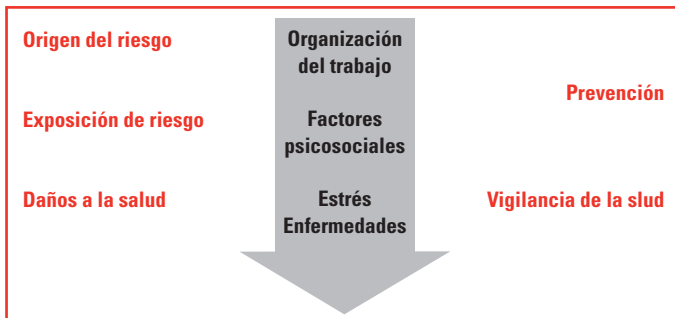 Origen del riesgo
Organización
del trabajo
Prevención
Exposición de riesgo
Factores
psicosociales
Daños a la salud
Estrés
Enfermedades
Vigilancia de la slud